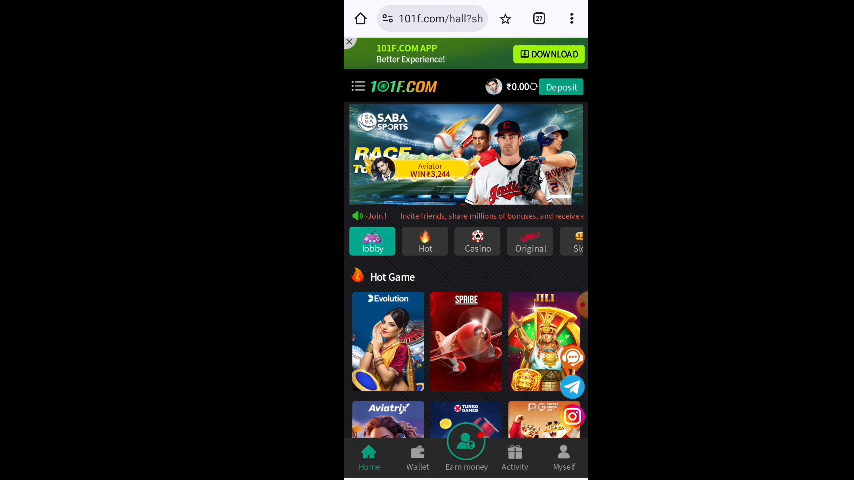 101f.com/hall?sh
27
101F.COM APP
Better Experience!
DOWNLOAD
101F.COM
₹0.00
Deposit
SABA
SPORTS
RACE
Aviator
WIN ₹3,244
-Join !
Invite friends, share millions of bonuses, and receive
lobby
Hot
Casino
Original
Hot Game
Evolution
SPRIBE
JILI
Aviatrix
TURBO
GAMES
PG
Home
Wallet
Earn money
Activity
Myself